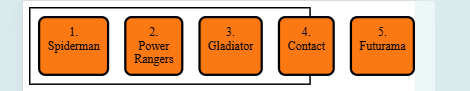 1.
Spiderman
2.
Power
Rangers
3.
Gladiator
4.
Contact
5.
Futurama